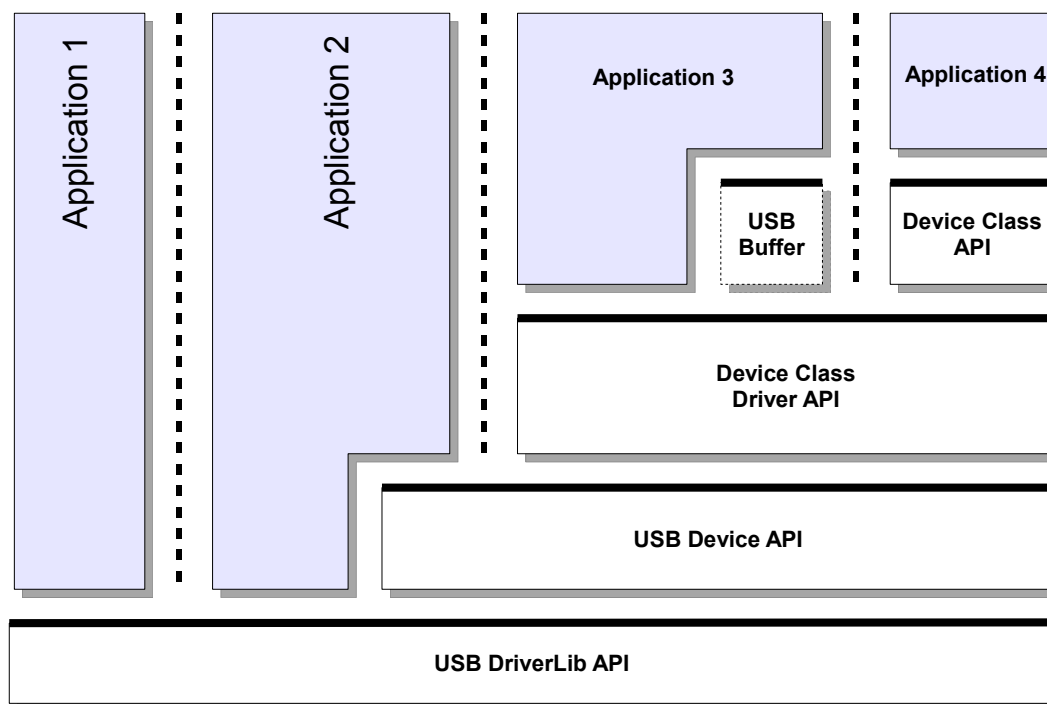 Application 1
Application 2
Application 3
Application 4
USB
Buffer
Device Class
API
Device Class
Driver API
USB Device API
USB DriverLib API